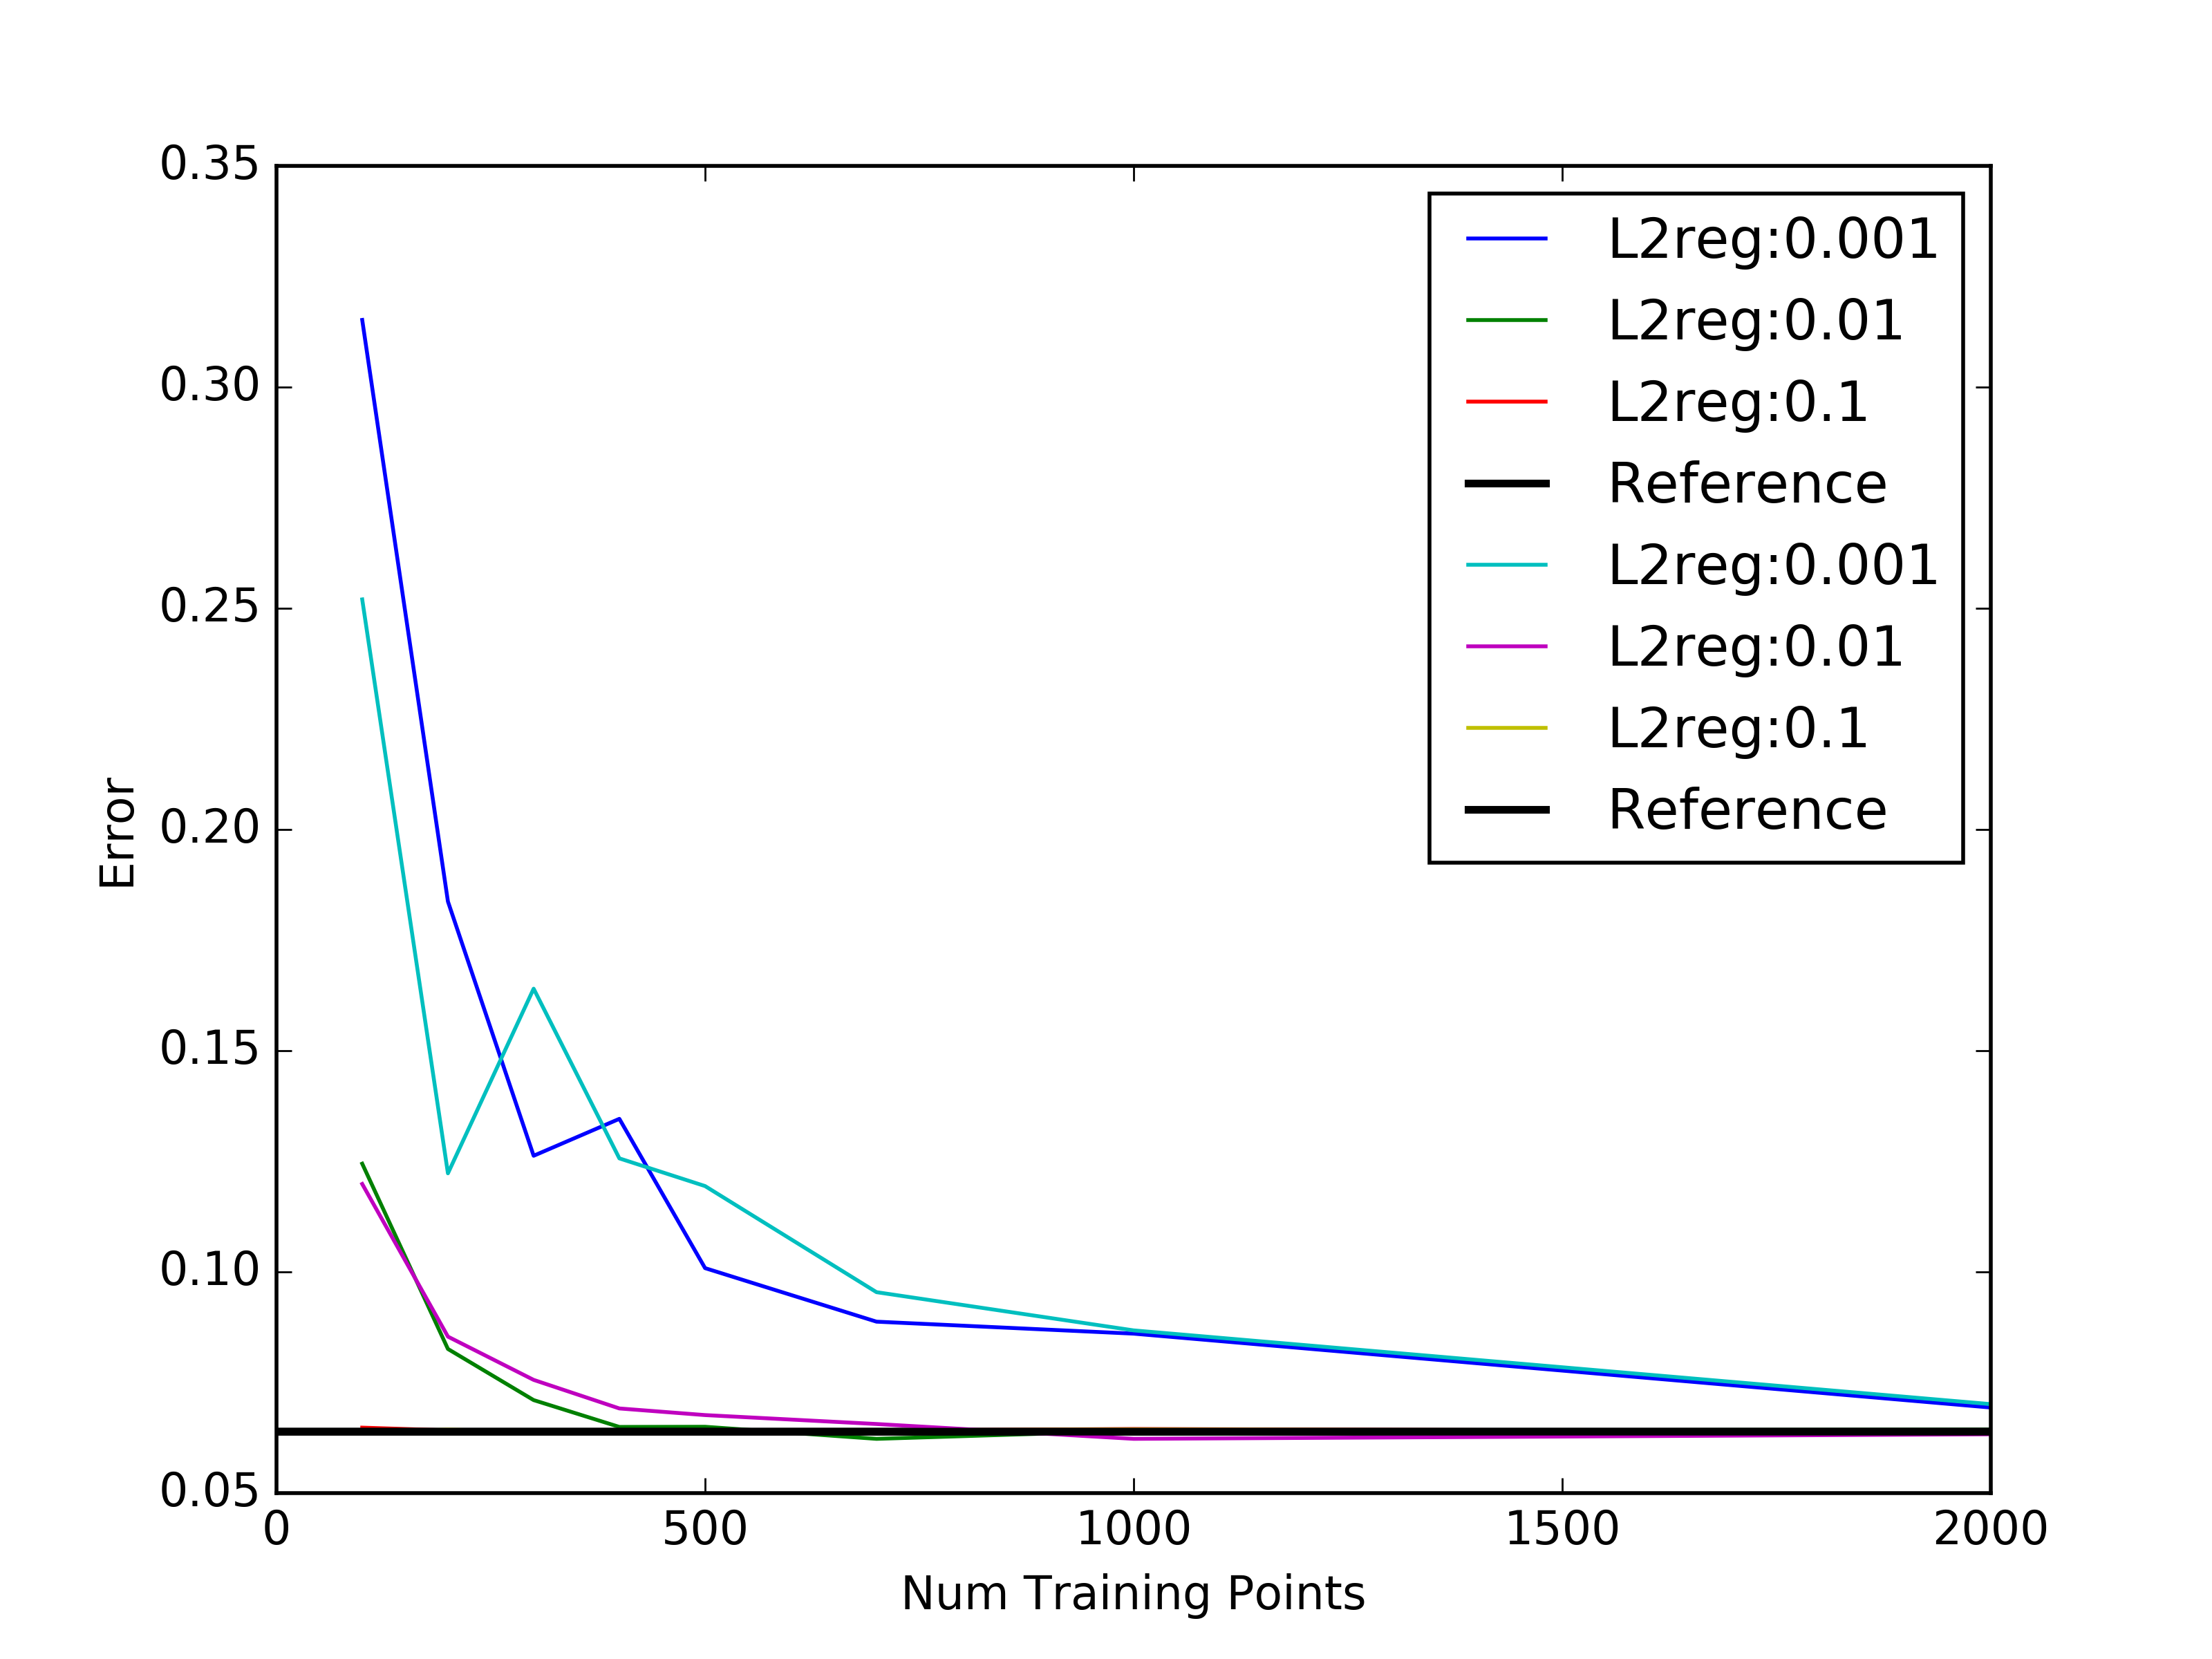 0.35
0.30
0.25
0.20
0.15
0.10
0.05
Error
0
500
1000
1500
2000
Num Training Points
L2reg:0.001
L2reg:0.01
L2reg:0.1
Reference
L2reg:0.001
L2reg:0.01
L2reg:0.1
Reference